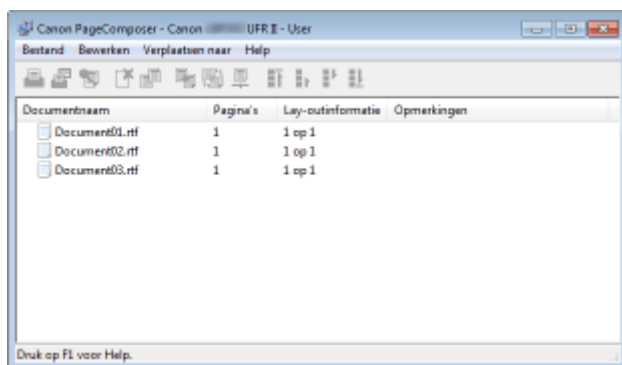 Canon PageComposer - Canon UFR II - User
Bestand Bewerken Verplaatsen naar Help
Documentnaam Pagina's Lay-outinformatie Opmerkingen
Document01.rtf 1 1 op 1
Document02.rtf 1 1 op 1
Document03.rtf 1 1 op 1
Druk op F1 voor Help.